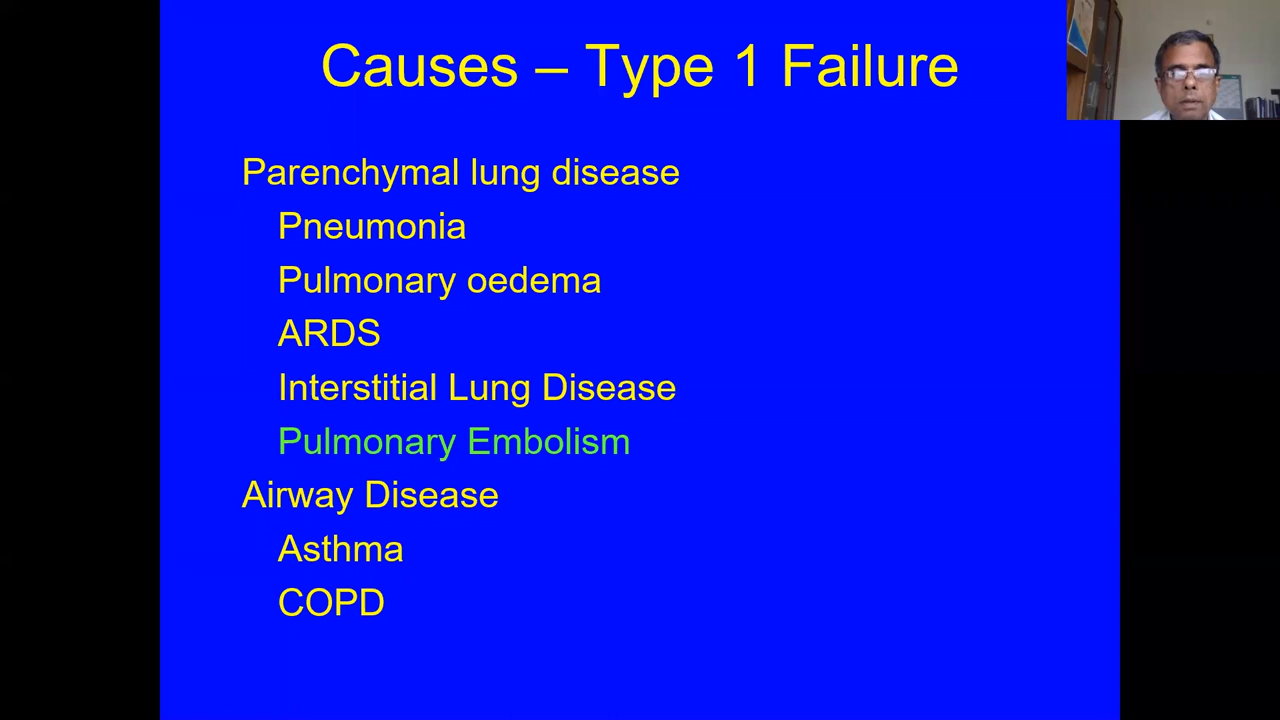 Causes – Type 1 Failure
Parenchymal lung disease
Pneumonia
Pulmonary oedema
ARDS
Interstitial Lung Disease
Pulmonary Embolism
Airway Disease
Asthma
COPD